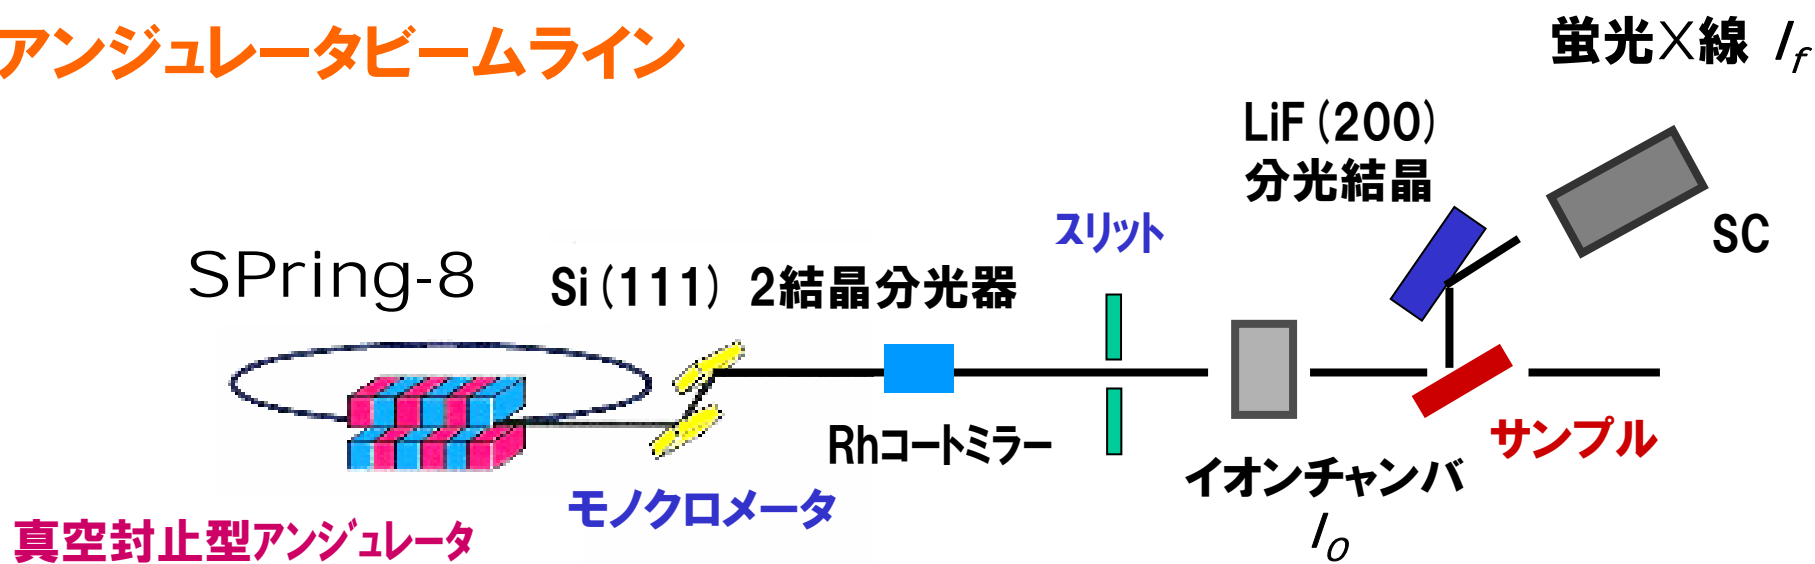 アンジュレータビームライン
蛍光X線 If
LiF(200)
分光結晶
スリット
SC
SPring-8
Si(111) 2結晶分光器
Rhコートミラー
サンプル
イオンチャンバ
I0
モノクロメータ
真空封止型アンジュレータ